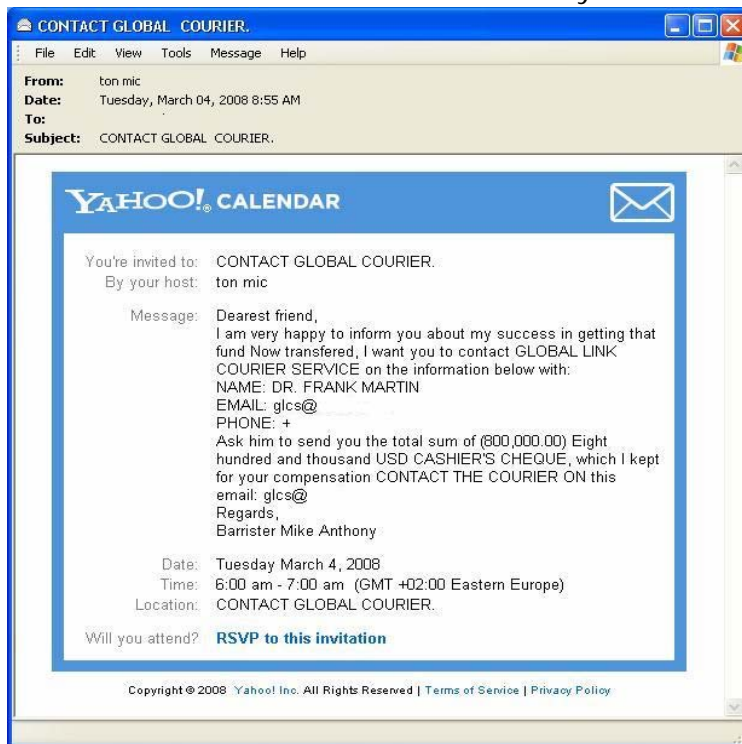 CONTACT GLOBAL COURIER.
File Edit View Tools Message Help
From: ton mic
Date: Tuesday, March 04, 2008 8:55 AM
To:
Subject: CONTACT GLOBAL COURIER.
YAHOO!® CALENDAR
You're invited to: CONTACT GLOBAL COURIER.
By your host: ton mic
Message: Dearest friend,
I am very happy to inform you about my success in getting that
fund Now transfered, I want you to contact GLOBAL LINK
COURIER SERVICE on the information below with:
NAME: DR. FRANK MARTIN
EMAIL: glcs@
PHONE: +
Ask him to send you the total sum of (800,000.00) Eight
hundred and thousand USD CASHIER'S CHEQUE, which I kept
for your compensation CONTACT THE COURIER ON this
email: glcs@
Regards,
Barrister Mike Anthony
Date: Tuesday March 4, 2008
Time: 6:00 am - 7:00 am (GMT +02:00 Eastern Europe)
Location: CONTACT GLOBAL COURIER.
Will you attend? RSVP to this invitation
Copyright © 2008 Yahoo! Inc. All Rights Reserved | Terms of Service | Privacy Policy